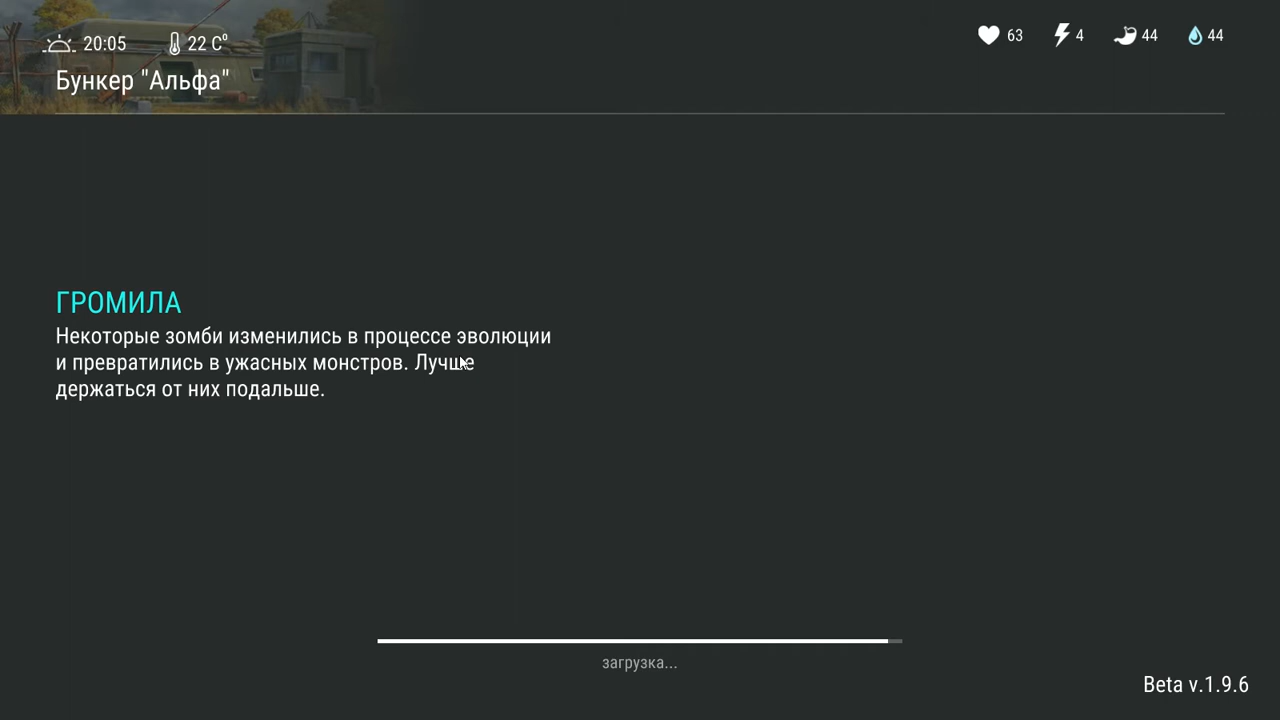 20:05
22 C⁰
63
4
44
44
Бункер "Альфа"
ГРОМИЛА
Некоторые зомби изменились в процессе эволюции
и превратились в ужасных монстров. Лучше
держаться от них подальше.
загрузка...
Beta v.1.9.6